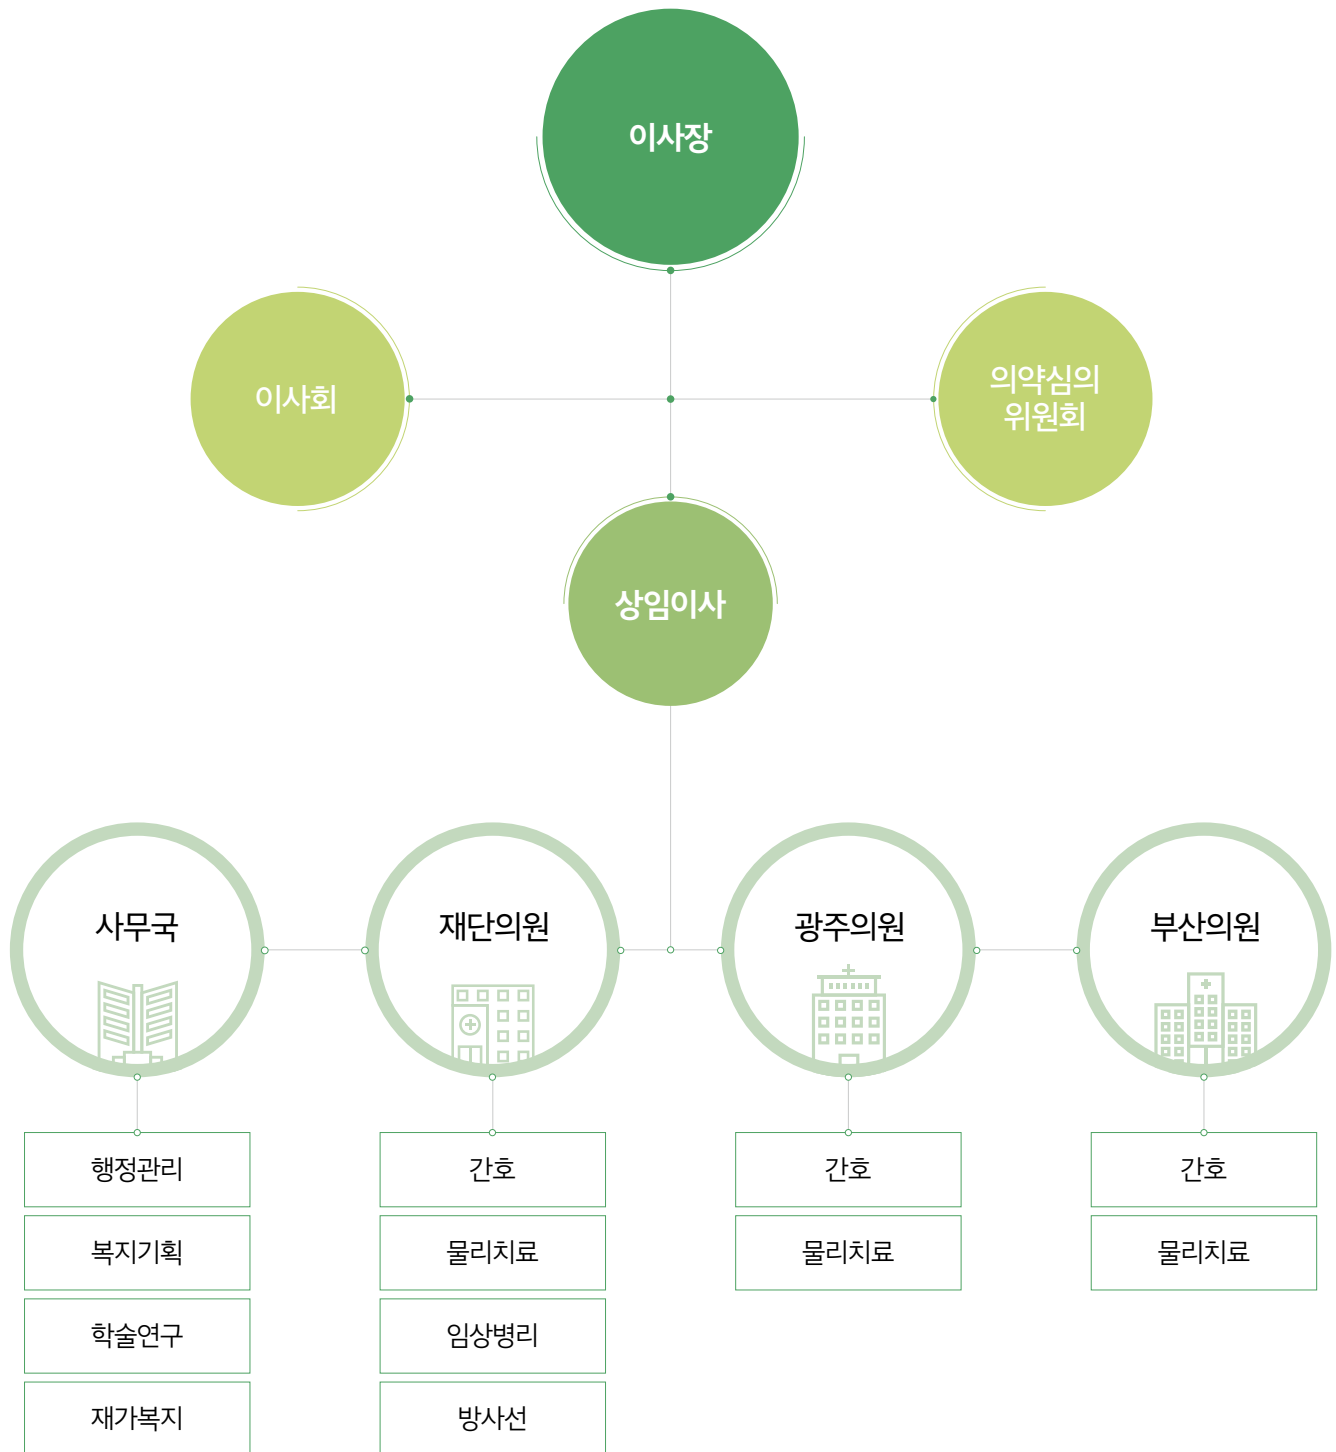 이사장
이사회
의약심의
위원회
상임이사
사무국
재단의원
광주의원
부산의원
행정관리
간호
간호
간호
복지기획
물리치료
물리치료
물리치료
학술연구
임상병리
재가복지
방사선